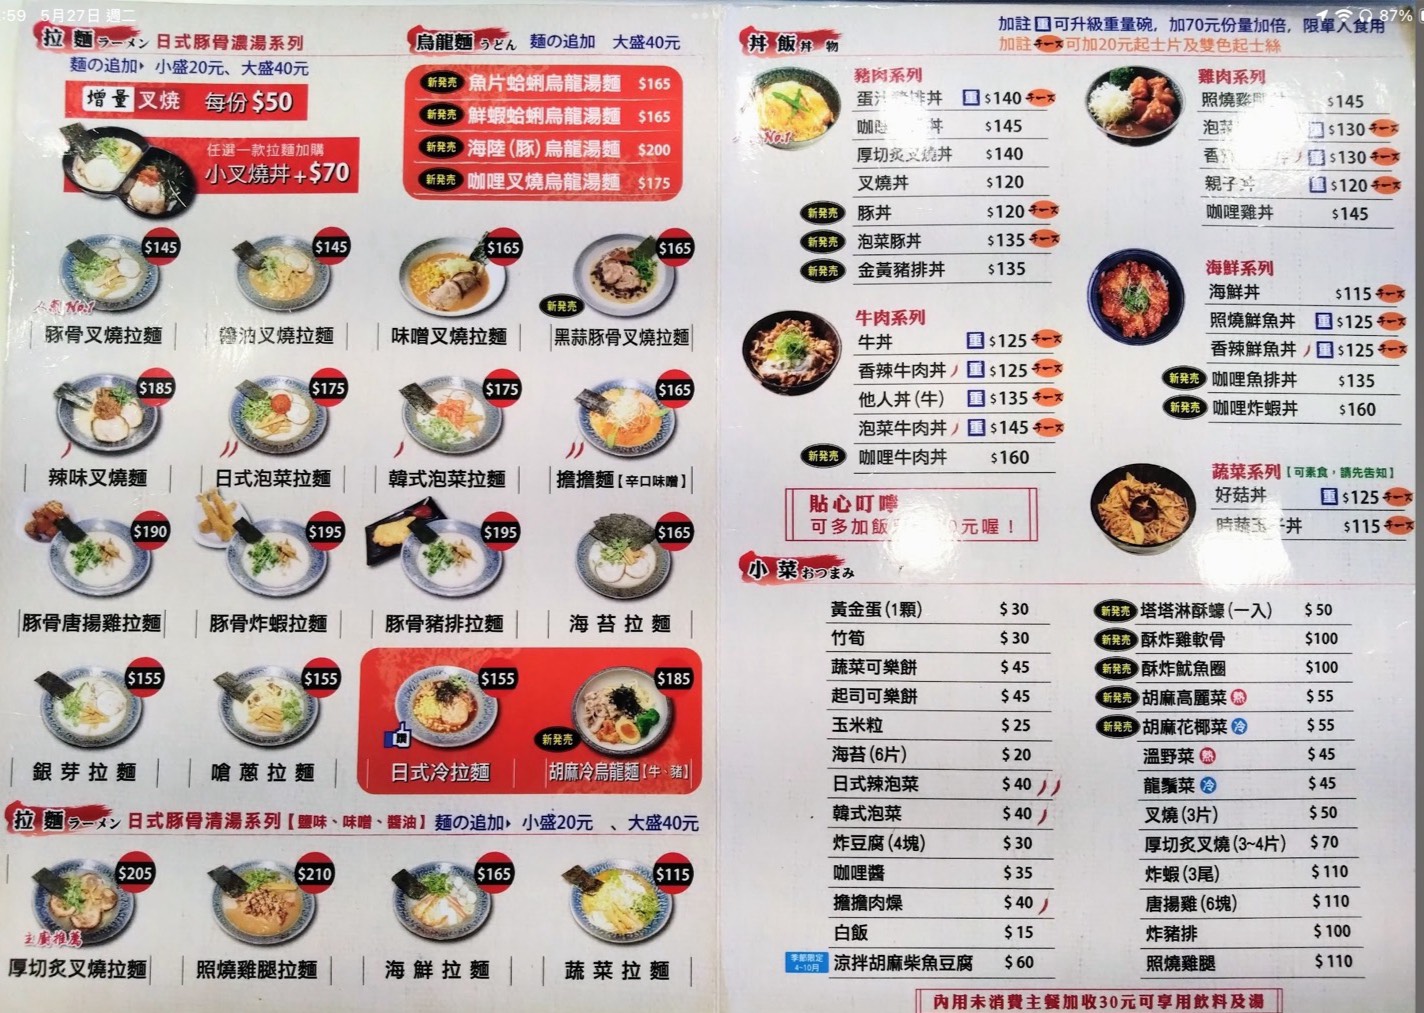 :59 5月27日 週二
87%
拉麵 ラーメン 日式豚骨濃湯系列
麵の追加 小盛20元、大盛40元
增量 叉燒 每份 $50
任選一款拉麵加購
小叉燒丼+$70
烏龍麵 うどん 麵の追加 大盛40元
新発売 魚片蛤蜊烏龍湯麵 $165
新発売 鮮蝦蛤蜊烏龍湯麵 $165
新発売 海陸(豚)烏龍湯麵 $200
新発売 咖哩叉燒烏龍湯麵 $175
$145 $145 $165 $165
No.1 新発売
豚骨叉燒拉麵 醬油叉燒拉麵 味噌叉燒拉麵 黑蒜豚骨叉燒拉麵
$185 $175 $175 $165
辣味叉燒麵 日式泡菜拉麵 韓式泡菜拉麵 擔擔麵【辛口味噌】
$190 $195 $195 $165
豚骨唐揚雞拉麵 豚骨炸蝦拉麵 豚骨豬排拉麵 海苔拉麵
$155 $155 $155 $185
讚 新発売
銀芽拉麵 嗆蔥拉麵 日式冷拉麵 胡麻冷烏龍麵【牛、豬】
拉麵 ラーメン 日式豚骨清湯系列【鹽味、味噌、醬油】 麵の追加 小盛20元 、大盛40元
$205 $210 $165 $115
主廚推薦
厚切炙叉燒拉麵 照燒雞腿拉麵 海鮮拉麵 蔬菜拉麵
丼飯 丼物
加註重可升級重量碗，加70元份量加倍，限單人食用
加註チーズ可加20元起士片及雙色起士絲
豬肉系列
No.1
蛋汁豬排丼 重 $140 チーズ
咖 丼 $145
厚切炙叉燒丼 $140
叉燒丼 $120
新発売 豚丼 $120 チーズ
新発売 泡菜豚丼 $135 チーズ
新発売 金黃豬排丼 $135
牛肉系列
牛丼 重 $125 チーズ
香辣牛肉丼 重 $125 チーズ
他人丼(牛) 重 $135 チーズ
泡菜牛肉丼 重 $145 チーズ
新発売 咖哩牛肉丼 $160
貼心叮嚀
可多加飯 元喔！
雞肉系列
照燒雞 $145
泡菜 重 $130 チーズ
香 重 $130 チーズ
親子丼 重 $120 チーズ
咖哩雞丼 $145
海鮮系列
海鮮丼 $115 チーズ
照燒鮮魚丼 重 $125 チーズ
香辣鮮魚丼 重 $125 チーズ
新発売 咖哩魚排丼 $135
新発売 咖哩炸蝦丼 $160
蔬菜系列【可素食，請先告知】
好菇丼 重 $125 チーズ
時蔬玉子丼 $115 チーズ
小菜 おつまみ
黃金蛋(1顆) $30
竹筍 $30
蔬菜可樂餅 $45
起司可樂餅 $45
玉米粒 $25
海苔(6片) $20
日式辣泡菜 $40
韓式泡菜 $40
炸豆腐(4塊) $30
咖哩醬 $35
擔擔肉燥 $40
白飯 $15
季節限定
4-10月
涼拌胡麻柴魚豆腐 $60
新発売 塔塔淋酥蠔(一入) $50
新発売 酥炸雞軟骨 $100
新発売 酥炸魷魚圈 $100
新発売 胡麻高麗菜 熱 $55
新発売 胡麻花椰菜 冷 $55
溫野菜 熱 $45
龍鬚菜 冷 $45
叉燒(3片) $50
厚切炙叉燒(3~4片) $70
炸蝦(3尾) $110
唐揚雞(6塊) $110
炸豬排 $100
照燒雞腿 $110
內用未消費主餐加收30元可享用飲料及湯